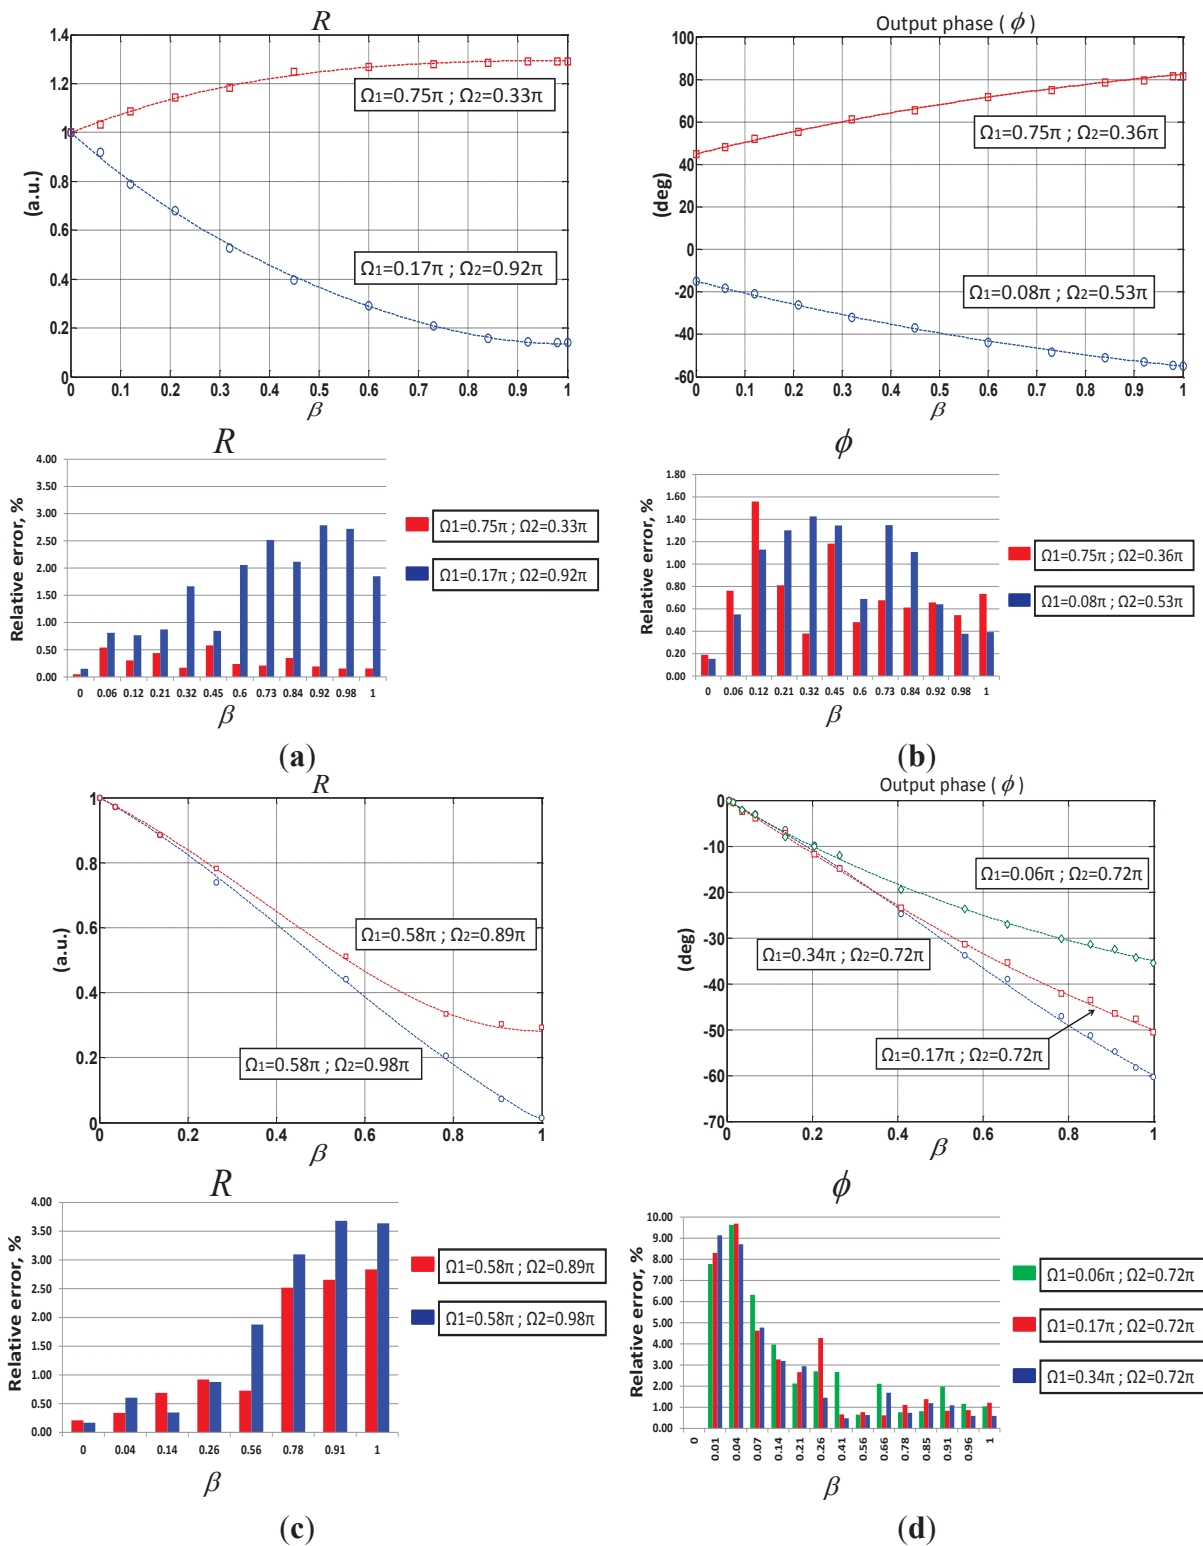 R
1.4
1.2
1
0.8
0.6
0.4
0.2
0
(a.u.)
Ω1=0.75π ; Ω2=0.33π
Ω1=0.17π ; Ω2=0.92π
0 0.1 0.2 0.3 0.4 0.5 0.6 0.7 0.8 0.9 1
β
Output phase ( ϕ )
100
80
60
40
20
0
-20
-40
-60
(deg)
Ω1=0.75π ; Ω2=0.36π
Ω1=0.08π ; Ω2=0.53π
0 0.1 0.2 0.3 0.4 0.5 0.6 0.7 0.8 0.9 1
β
R
4.00
3.50
3.00
2.50
2.00
1.50
1.00
0.50
0.00
Relative error, %
0 0.06 0.12 0.21 0.32 0.45 0.6 0.73 0.84 0.92 0.98 1
β
Ω1=0.75π ; Ω2=0.33π
Ω1=0.17π ; Ω2=0.92π
(a)
ϕ
1.80
1.60
1.40
1.20
1.00
0.80
0.60
0.40
0.20
0.00
Relative error, %
0 0.06 0.12 0.21 0.32 0.45 0.6 0.73 0.84 0.92 0.98 1
β
Ω1=0.75π ; Ω2=0.36π
Ω1=0.08π ; Ω2=0.53π
(b)
R
1
0.8
0.6
0.4
0.2
0
(a.u.)
Ω1=0.58π ; Ω2=0.89π
Ω1=0.58π ; Ω2=0.98π
0 0.2 0.4 0.6 0.8 1
β
Output phase ( ϕ )
0
-10
-20
-30
-40
-50
-60
-70
(deg)
Ω1=0.06π ; Ω2=0.72π
Ω1=0.34π ; Ω2=0.72π
Ω1=0.17π ; Ω2=0.72π
0 0.2 0.4 0.6 0.8 1
β
R
4.00
3.50
3.00
2.50
2.00
1.50
1.00
0.50
0.00
Relative error, %
0 0.04 0.14 0.26 0.56 0.78 0.91 1
β
Ω1=0.58π ; Ω2=0.89π
Ω1=0.58π ; Ω2=0.98π
(c)
ϕ
10.00
9.00
8.00
7.00
6.00
5.00
4.00
3.00
2.00
1.00
0.00
Relative error, %
0 0.01 0.04 0.07 0.14 0.21 0.26 0.41 0.56 0.66 0.78 0.85 0.91 0.96 1
β
Ω1=0.06π ; Ω2=0.72π
Ω1=0.17π ; Ω2=0.72π
Ω1=0.34π ; Ω2=0.72π
(d)